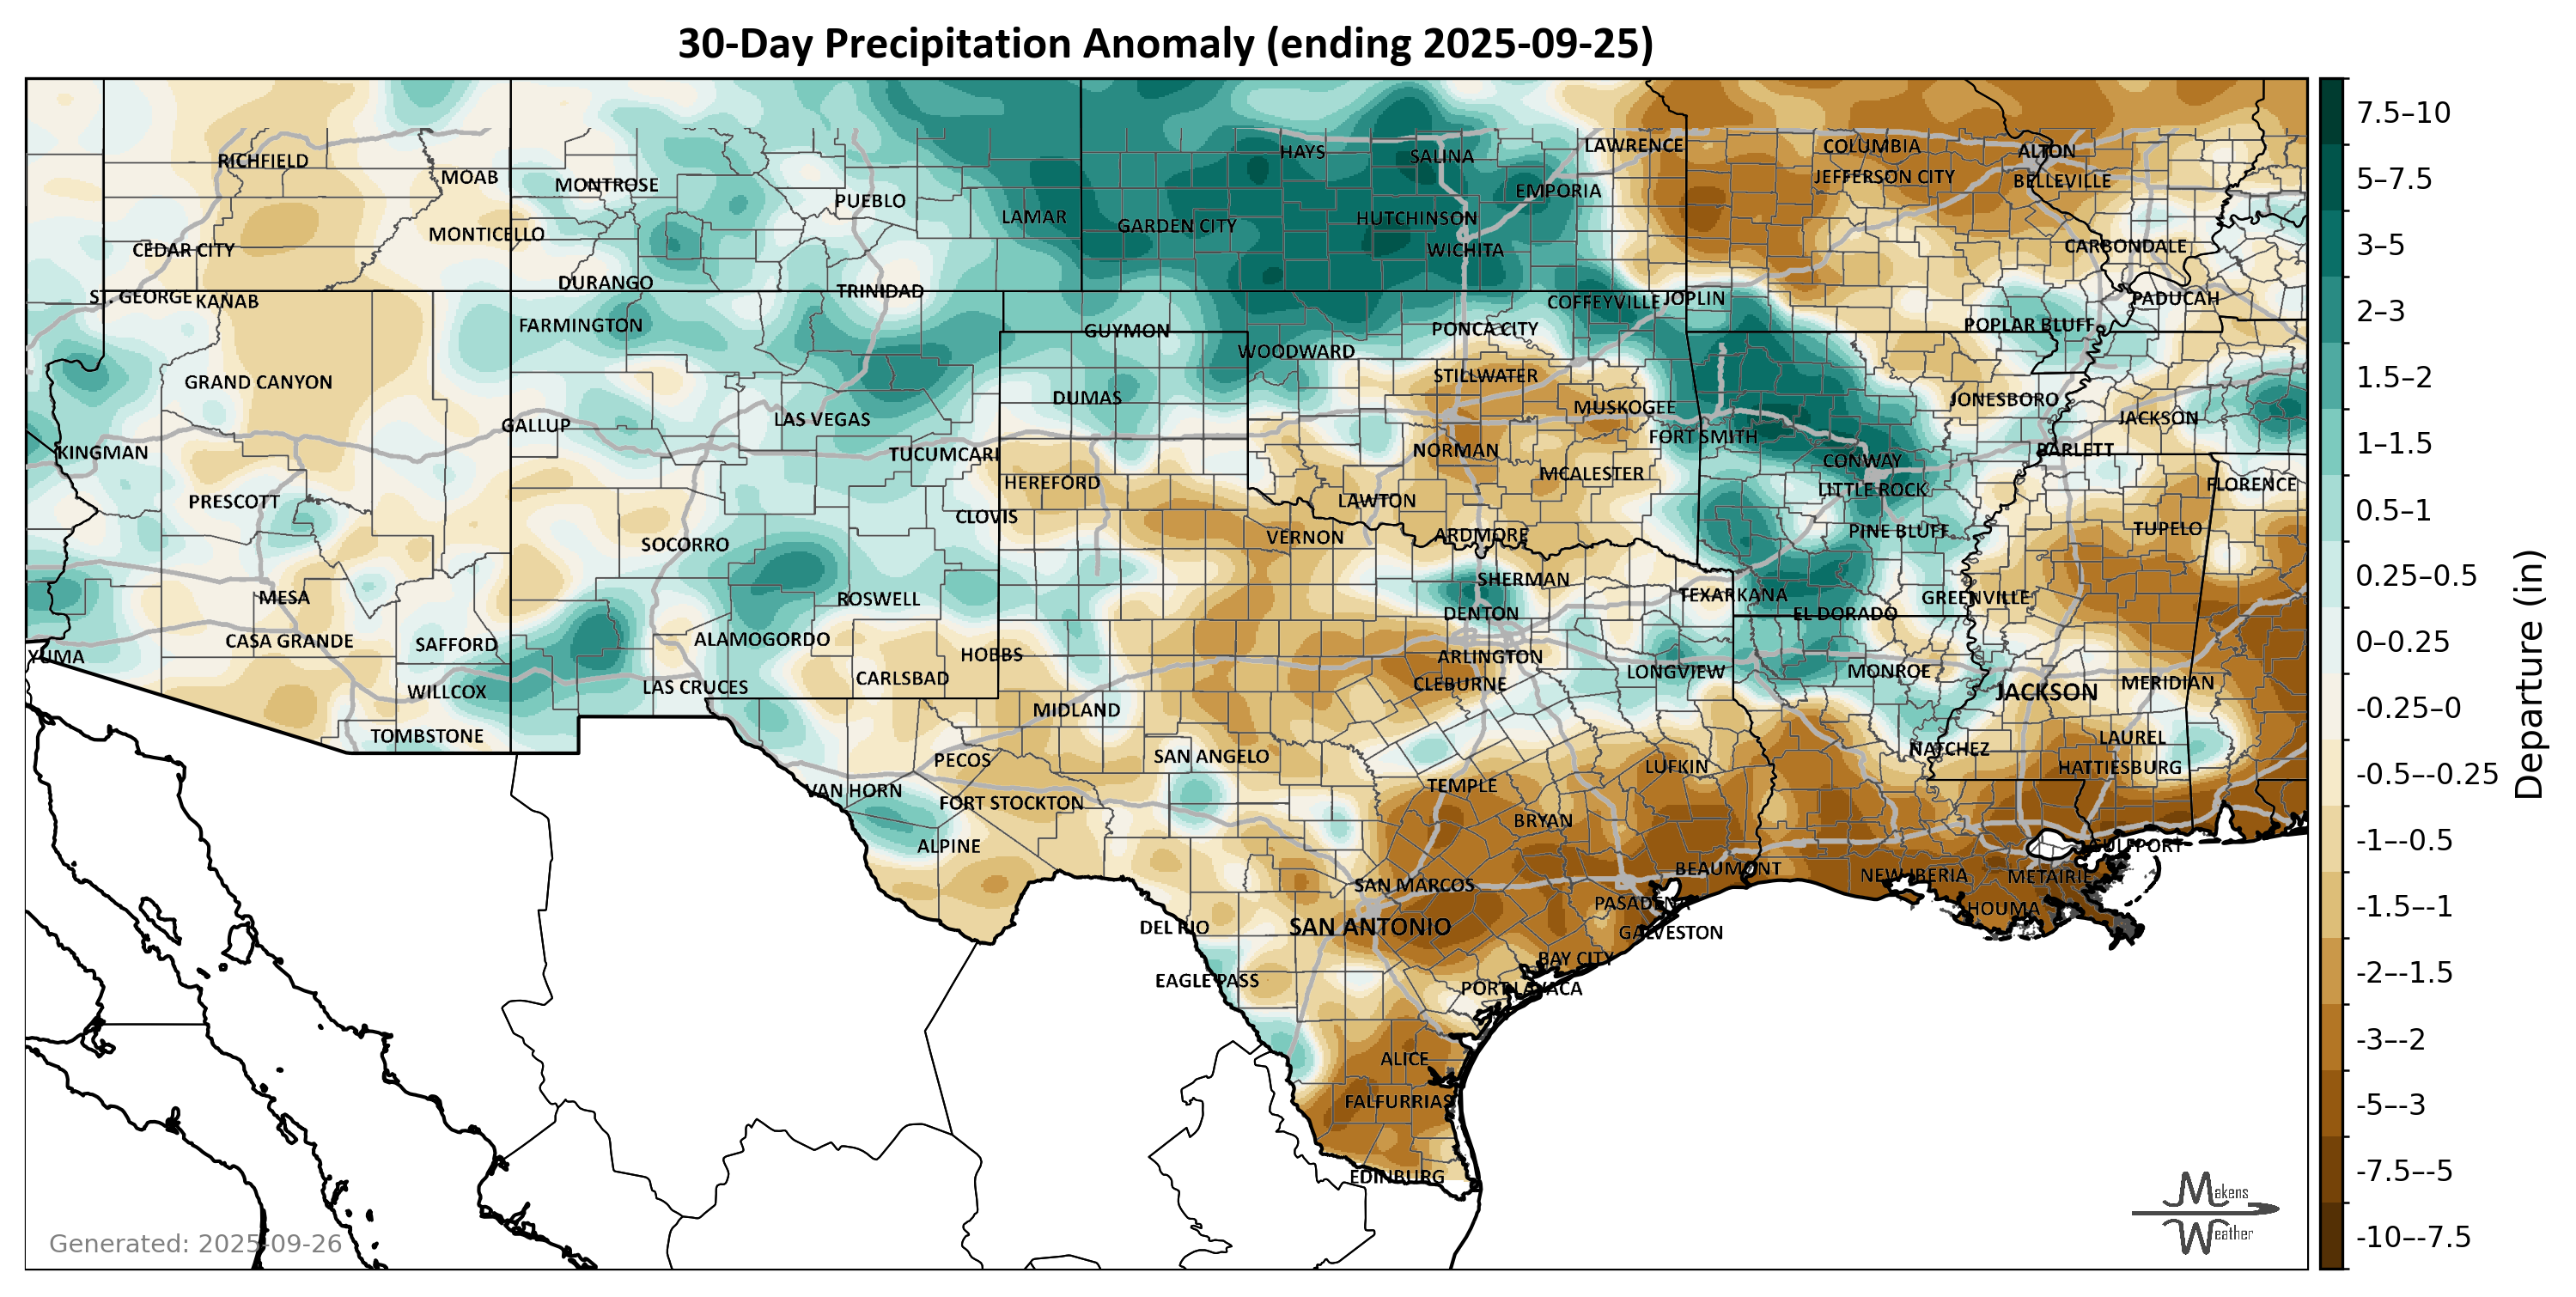 30-Day Precipitation Anomaly (ending 2025-09-25)
RICHFIELD
MOAB
MONTROSE
PUEBLO
LAMAR
GARDEN CITY
HAYS
SALINA
HUTCHINSON
WICHITA
EMPORIA
LAWRENCE
COLUMBIA
JEFFERSON CITY
ALTON
BELLEVILLE
CEDAR CITY
MONTICELLO
DURANGO
TRINIDAD
CARBONDALE
ST. GEORGE
KANAB
FARMINGTON
GUYMON
WOODWARD
PONCA CITY
COFFEYVILLE
JOPLIN
POPLAR BLUFF
PADUCAH
GRAND CANYON
GALLUP
LAS VEGAS
DUMAS
STILLWATER
MUSKOGEE
FORT SMITH
JONESBORO
JACKSON
KINGMAN
TUCUMCARI
NORMAN
MCALESTER
CONWAY
BARLETT
PRESCOTT
HEREFORD
LAWTON
LITTLE ROCK
FLORENCE
CLOVIS
SOCORRO
VERNON
ARDMORE
PINE BLUFF
TUPELO
MESA
ROSWELL
SHERMAN
DENTON
TEXARKANA
EL DORADO
GREENVILLE
CASA GRANDE
SAFFORD
ALAMOGORDO
HOBBS
ARLINGTON
YUMA
WILLCOX
LAS CRUCES
CARLSBAD
CLEBURNE
LONGVIEW
MONROE
JACKSON
MERIDIAN
TOMBSTONE
MIDLAND
SAN ANGELO
PECOS
NATCHEZ
LAUREL
HATTIESBURG
LUFKIN
TEMPLE
VAN HORN
FORT STOCKTON
BRYAN
ALPINE
BEAUMONT
GULFPORT
SAN MARCOS
NEW IBERIA
METAIRIE
PASADENA
HOUMA
DEL RIO
SAN ANTONIO
GALVESTON
BAY CITY
EAGLE PASS
PORT LAVACA
ALICE
FALFURRIAS
EDINBURG
Generated: 2025-09-26
Makens
Weather
7.5–10
5–7.5
3–5
2–3
1.5–2
1–1.5
0.5–1
0.25–0.5
0–0.25
-0.25–0
-0.5–-0.25
-1–-0.5
-1.5–-1
-2–-1.5
-3–-2
-5–-3
-7.5–-5
-10–-7.5
Departure (in)